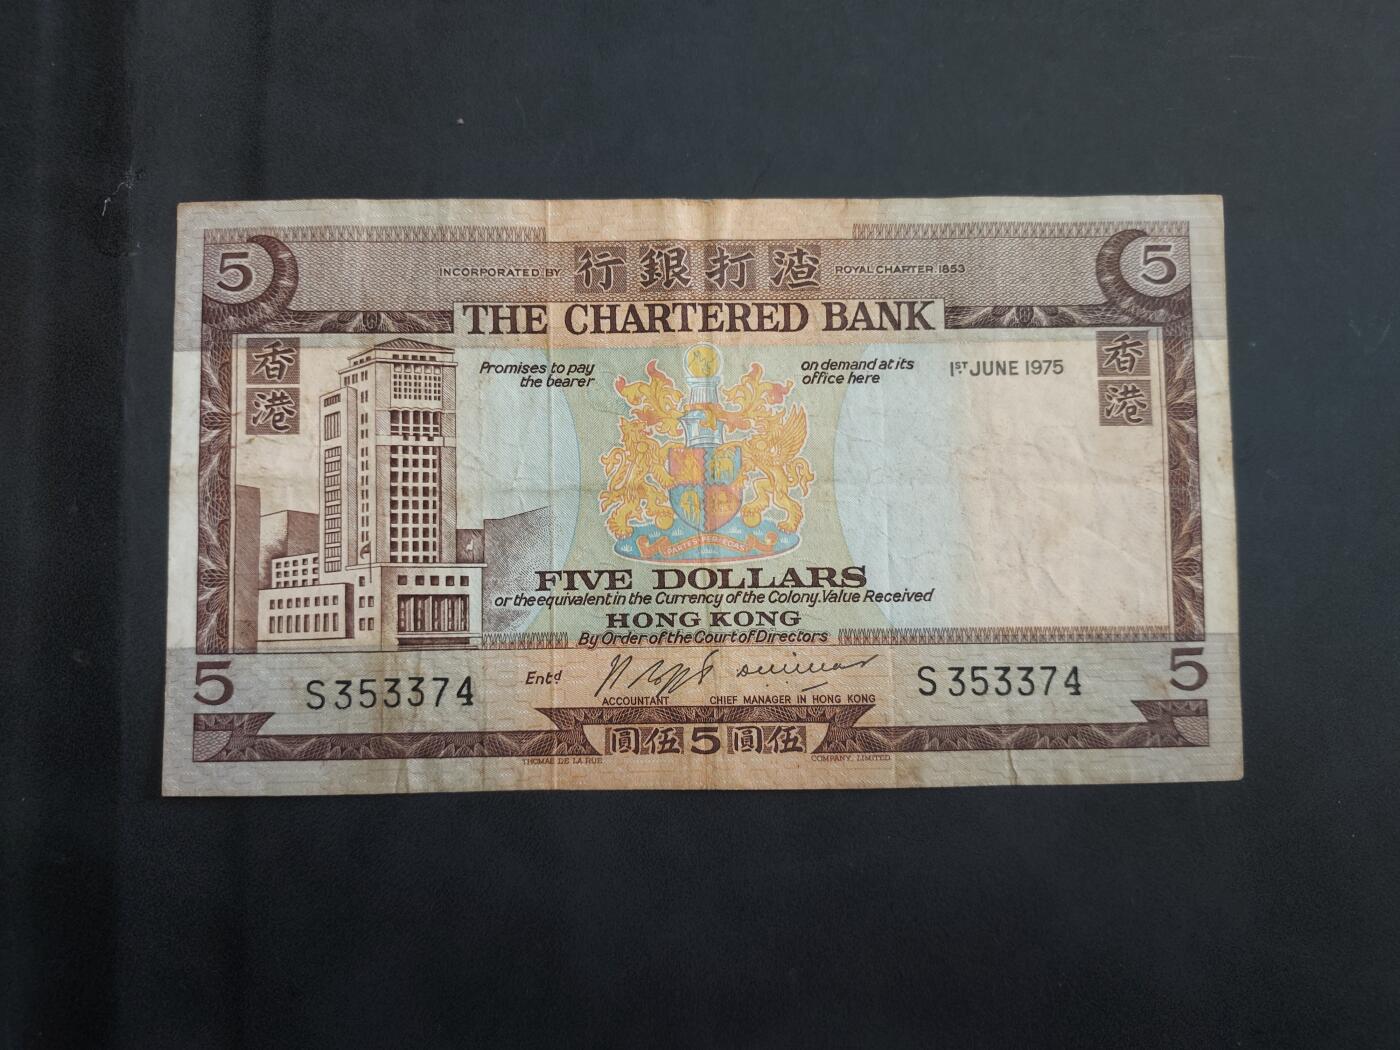 5 5
INCORPORATED BY 行銀打渣 ROYAL CHARTER 1853
THE CHARTERED BANK
香港
香港
Promises to pay the bearer
on demand at its office here
1ST JUNE 1975
PARTES PER EOAS
FIVE DOLLARS
or the equivalent in the Currency of the Colony. Value Received
HONG KONG
By Order of the Court of Directors
5 5
S353374
Entd
S353374
ACCOUNTANT CHIEF MANAGER IN HONG KONG
圓伍5圓伍
THOMAS DE LA RUE COMPANY, LIMITED